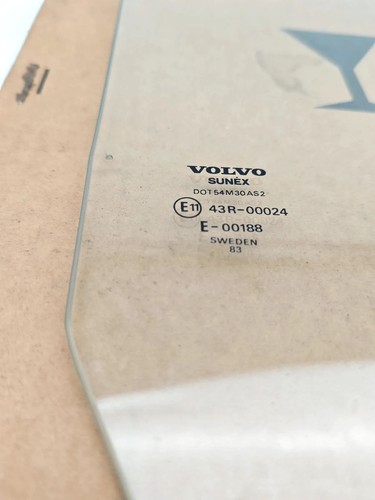 VOLVO
SUNEX
DOT54M30AS2
E11 43R-00024
E-00188
SWEDEN
83